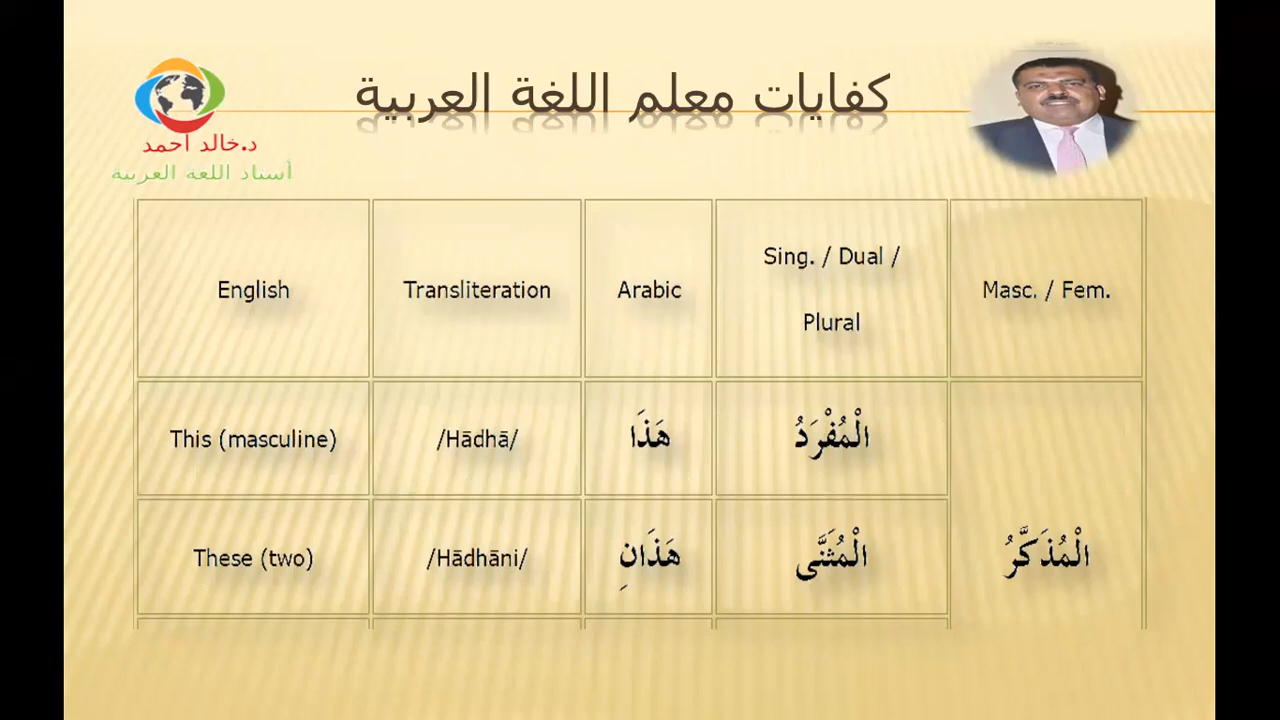 كفايات معلم اللغة العربية
د.خالد أحمد
أستاذ اللغة العربية
English
Transliteration
Arabic
Sing. / Dual /
Plural
Masc. / Fem.
This (masculine)
/Hādhā/
هَذَا
الْمُفْرَدُ
These (two)
/Hādhāni/
هَذَانِ
الْمُثَنَّى
الْمُذَكَّرُ